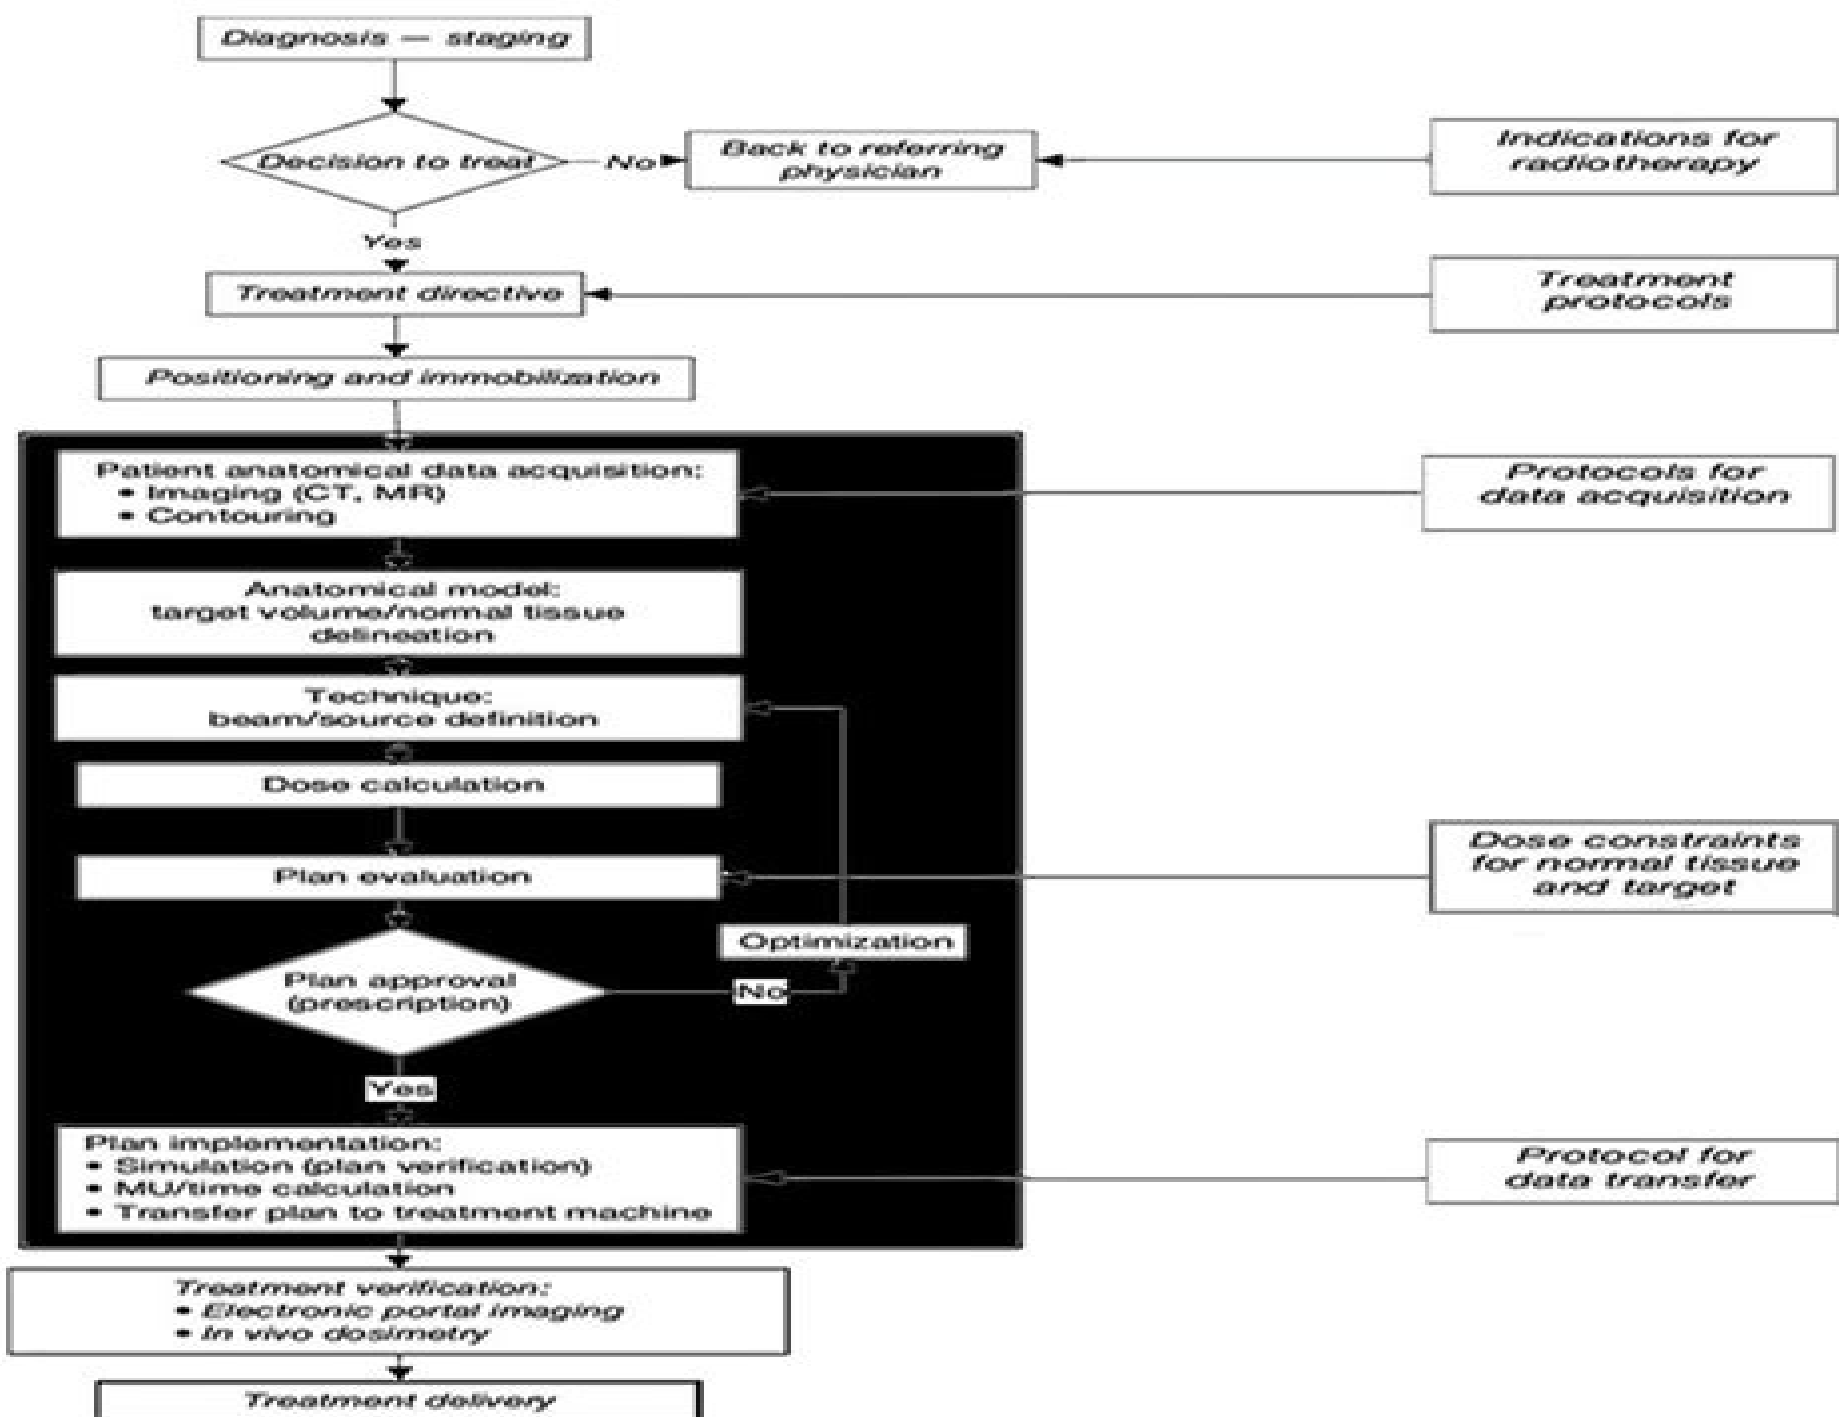 Diagnosis — staging
Decision to treat
No
Back to referring
physician
Indications for
radiotherapy
Yes
Treatment directive
Treatment
protocols
Positioning and immobilization
Patient anatomical data acquisition:
• Imaging (CT, MR)
• Contouring
Protocols for
data acquisition
Anatomical model:
target volume/normal tissue
delineation
Technique:
beam/source definition
Dose calculation
Plan evaluation
Dose constraints
for normal tissue
and target
Optimization
Plan approval
(prescription)
No
Yes
Plan implementation:
• Simulation (plan verification)
• MU/time calculation
• Transfer plan to treatment machine
Protocol for
data transfer
Treatment verification:
• Electronic portal imaging
• In vivo dosimetry
Treatment delivery